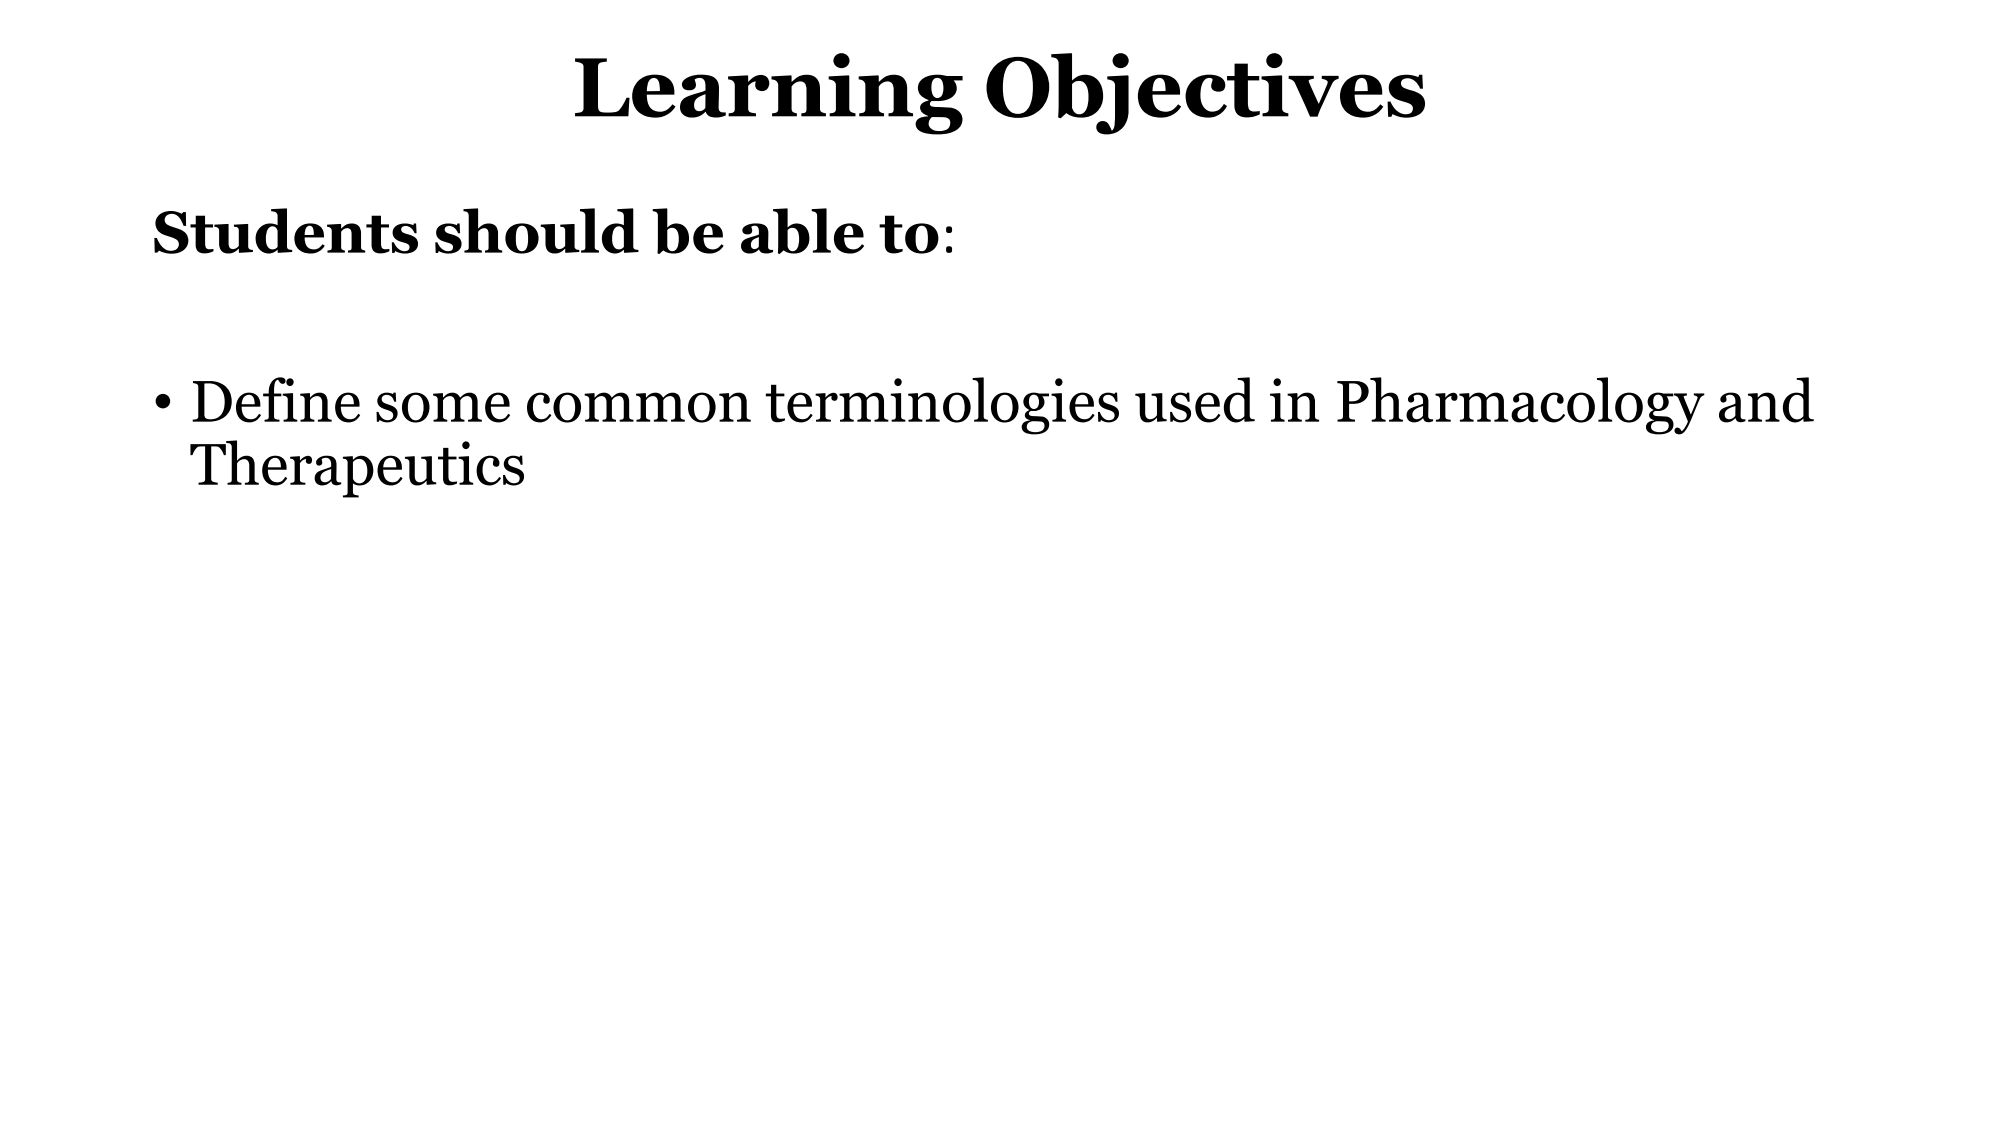 Learning Objectives
Students should be able to:
• Define some common terminologies used in Pharmacology and
Therapeutics